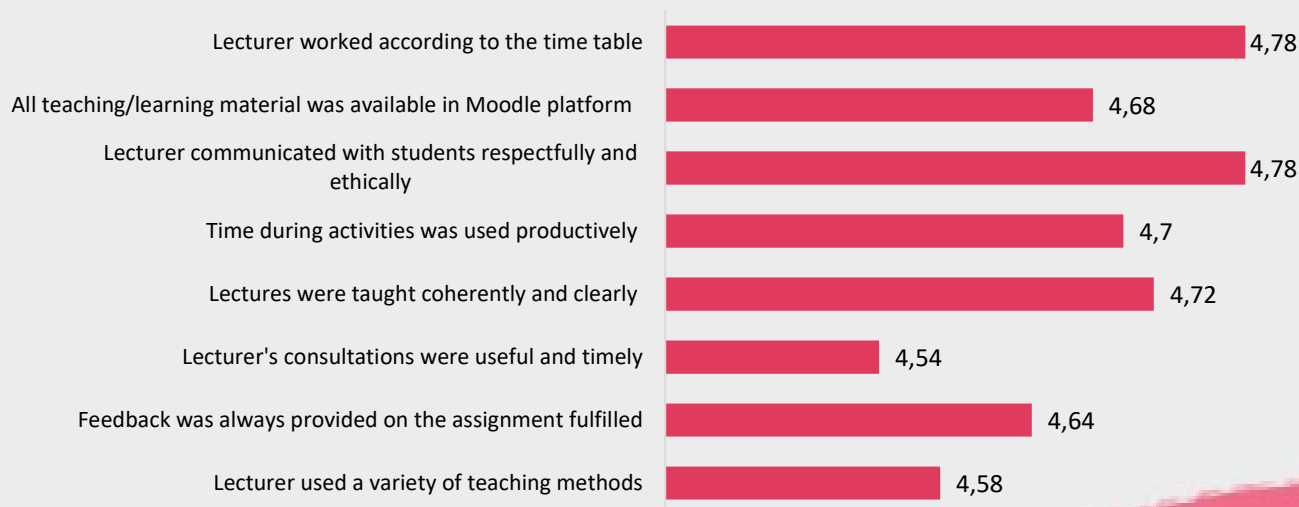 Lecturer worked according to the time table 4,78
All teaching/learning material was available in Moodle platform 4,68
Lecturer communicated with students respectfully and
ethically 4,78
Time during activities was used productively 4,7
Lectures were taught coherently and clearly 4,72
Lecturer's consultations were useful and timely 4,54
Feedback was always provided on the assignment fulfilled 4,64
Lecturer used a variety of teaching methods 4,58